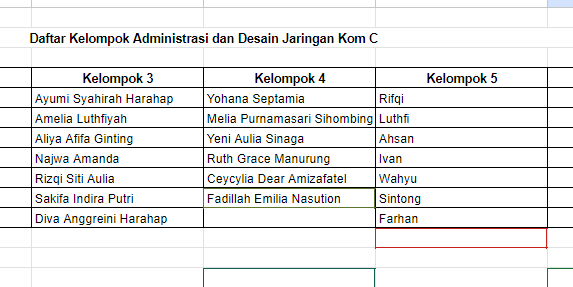 Daftar Kelompok Administrasi dan Desain Jaringan Kom C
Kelompok 3 Kelompok 4 Kelompok 5
Ayumi Syahirah Harahap Yohana Septamia Rifqi
Amelia Luthfiyah Melia Purnamasari Sihombing Luthfi
Aliya Afifa Ginting Yeni Aulia Sinaga Ahsan
Najwa Amanda Ruth Grace Manurung Ivan
Rizqi Siti Aulia Ceycylia Dear Amizafatel Wahyu
Sakifa Indira Putri Fadillah Emilia Nasution Sintong
Diva Anggreini Harahap Farhan